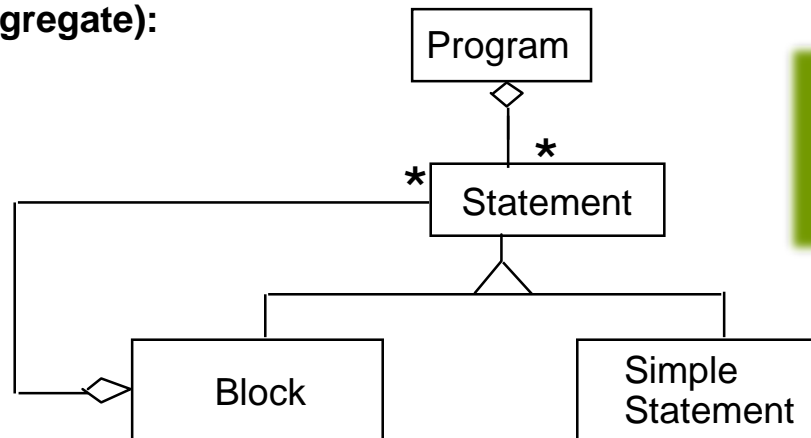 gregate):
Program
*
*
Statement
Block
Simple
Statement